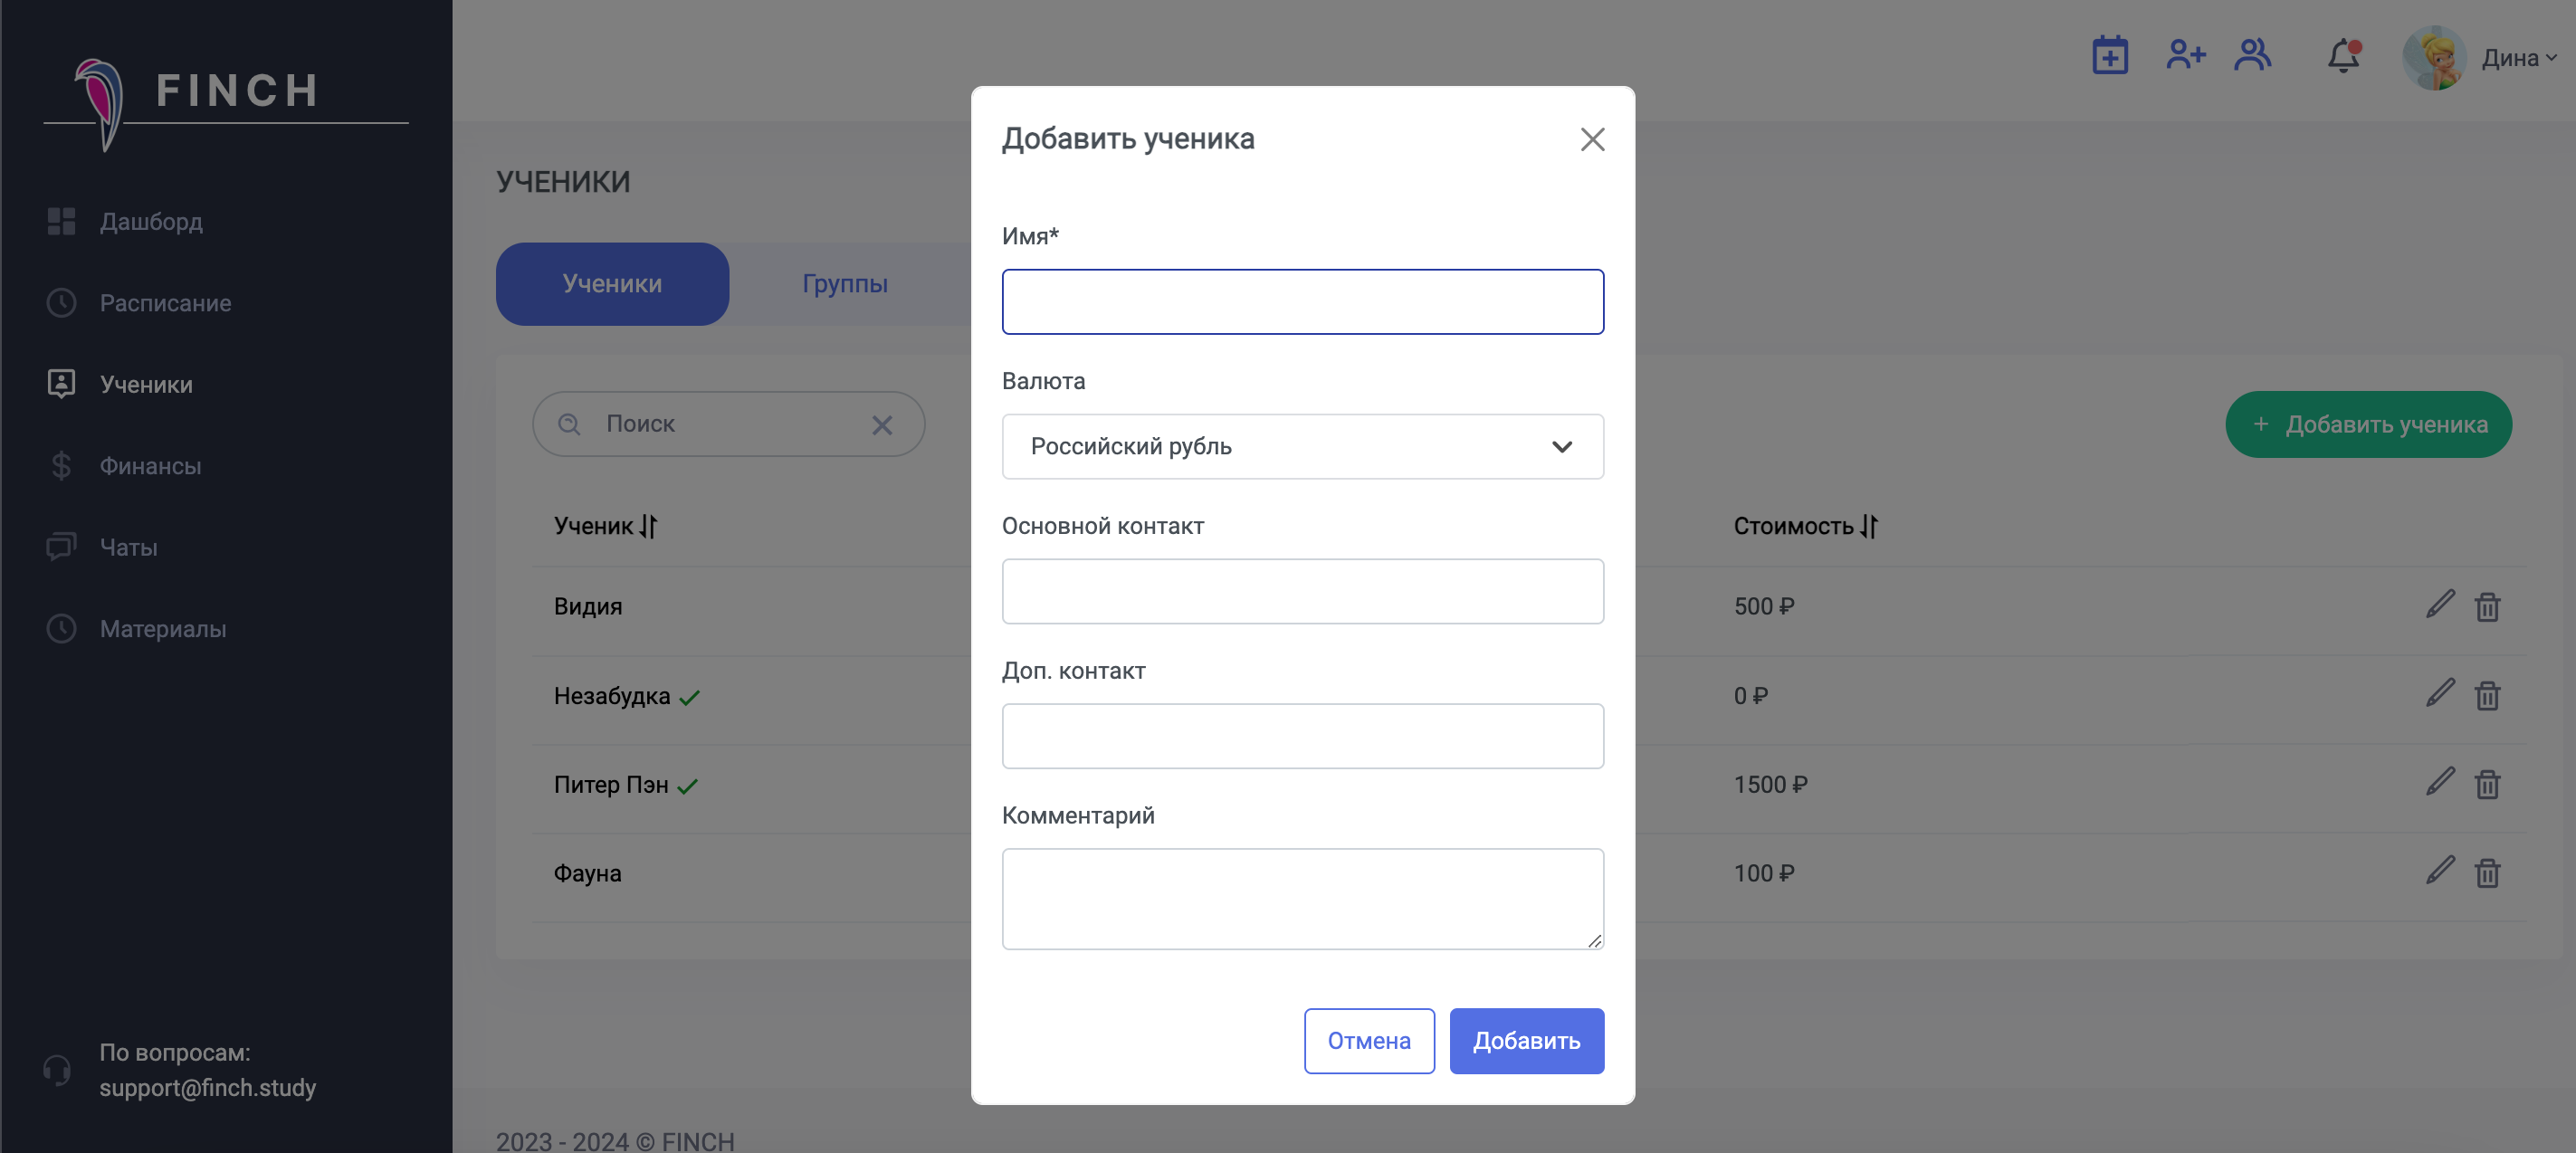 FINCH
Дашборд
Расписание
Ученики
Финансы
Чаты
Материалы
По вопросам:
support@finch.study
Дина
УЧЕНИКИ
Ученики
Группы
Поиск
+ Добавить ученика
Ученик
Стоимость
Видия
500 ₽
Незабудка
0 ₽
Питер Пэн
1500 ₽
Фауна
100 ₽
2023 - 2024 © FINCH
Добавить ученика
Имя*
Валюта
Российский рубль
Основной контакт
Доп. контакт
Комментарий
Отмена
Добавить